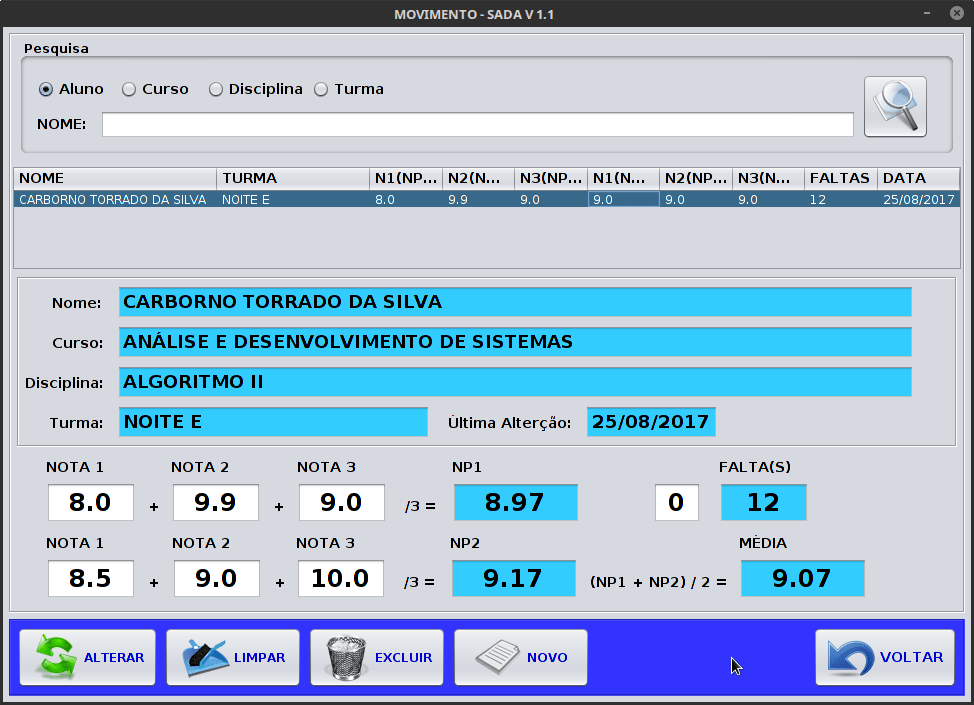 MOVIMENTO - SADA V 1.1
Pesquisa
Aluno Curso Disciplina Turma
NOME:
NOME TURMA N1(NP... N2(N... N3(NP... N1(N... N2(NP... N3(N... FALTAS DATA
CARBORNO TORRADO DA SILVA NOITE E 8.0 9.9 9.0 9.0 9.0 9.0 12 25/08/2017
Nome: CARBORNO TORRADO DA SILVA
Curso: ANÁLISE E DESENVOLVIMENTO DE SISTEMAS
Disciplina: ALGORITMO II
Turma: NOITE E Última Alterção: 25/08/2017
NOTA 1 NOTA 2 NOTA 3 NP1 FALTA(S)
8.0 + 9.9 + 9.0 /3 = 8.97 0 12
NOTA 1 NOTA 2 NOTA 3 NP2 MÉDIA
8.5 + 9.0 + 10.0 /3 = 9.17 (NP1 + NP2) / 2 = 9.07
ALTERAR LIMPAR EXCLUIR NOVO VOLTAR